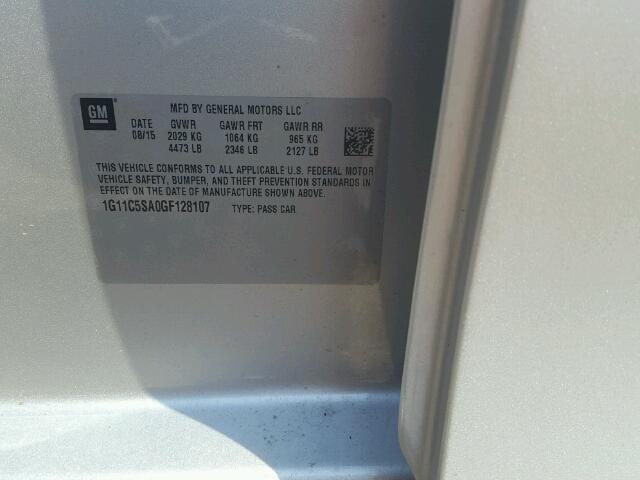 GM
MFD BY GENERAL MOTORS LLC
DATE GVWR GAWR FRT GAWR RR
08/15 2029 KG 1064 KG 965 KG
4473 LB 2346 LB 2127 LB
THIS VEHICLE CONFORMS TO ALL APPLICABLE U.S. FEDERAL MOTOR
VEHICLE SAFETY, BUMPER, AND THEFT PREVENTION STANDARDS IN
EFFECT ON THE DATE OF MANUFACTURE SHOWN ABOVE.
1G11C5SA0GF128107 TYPE: PASS CAR